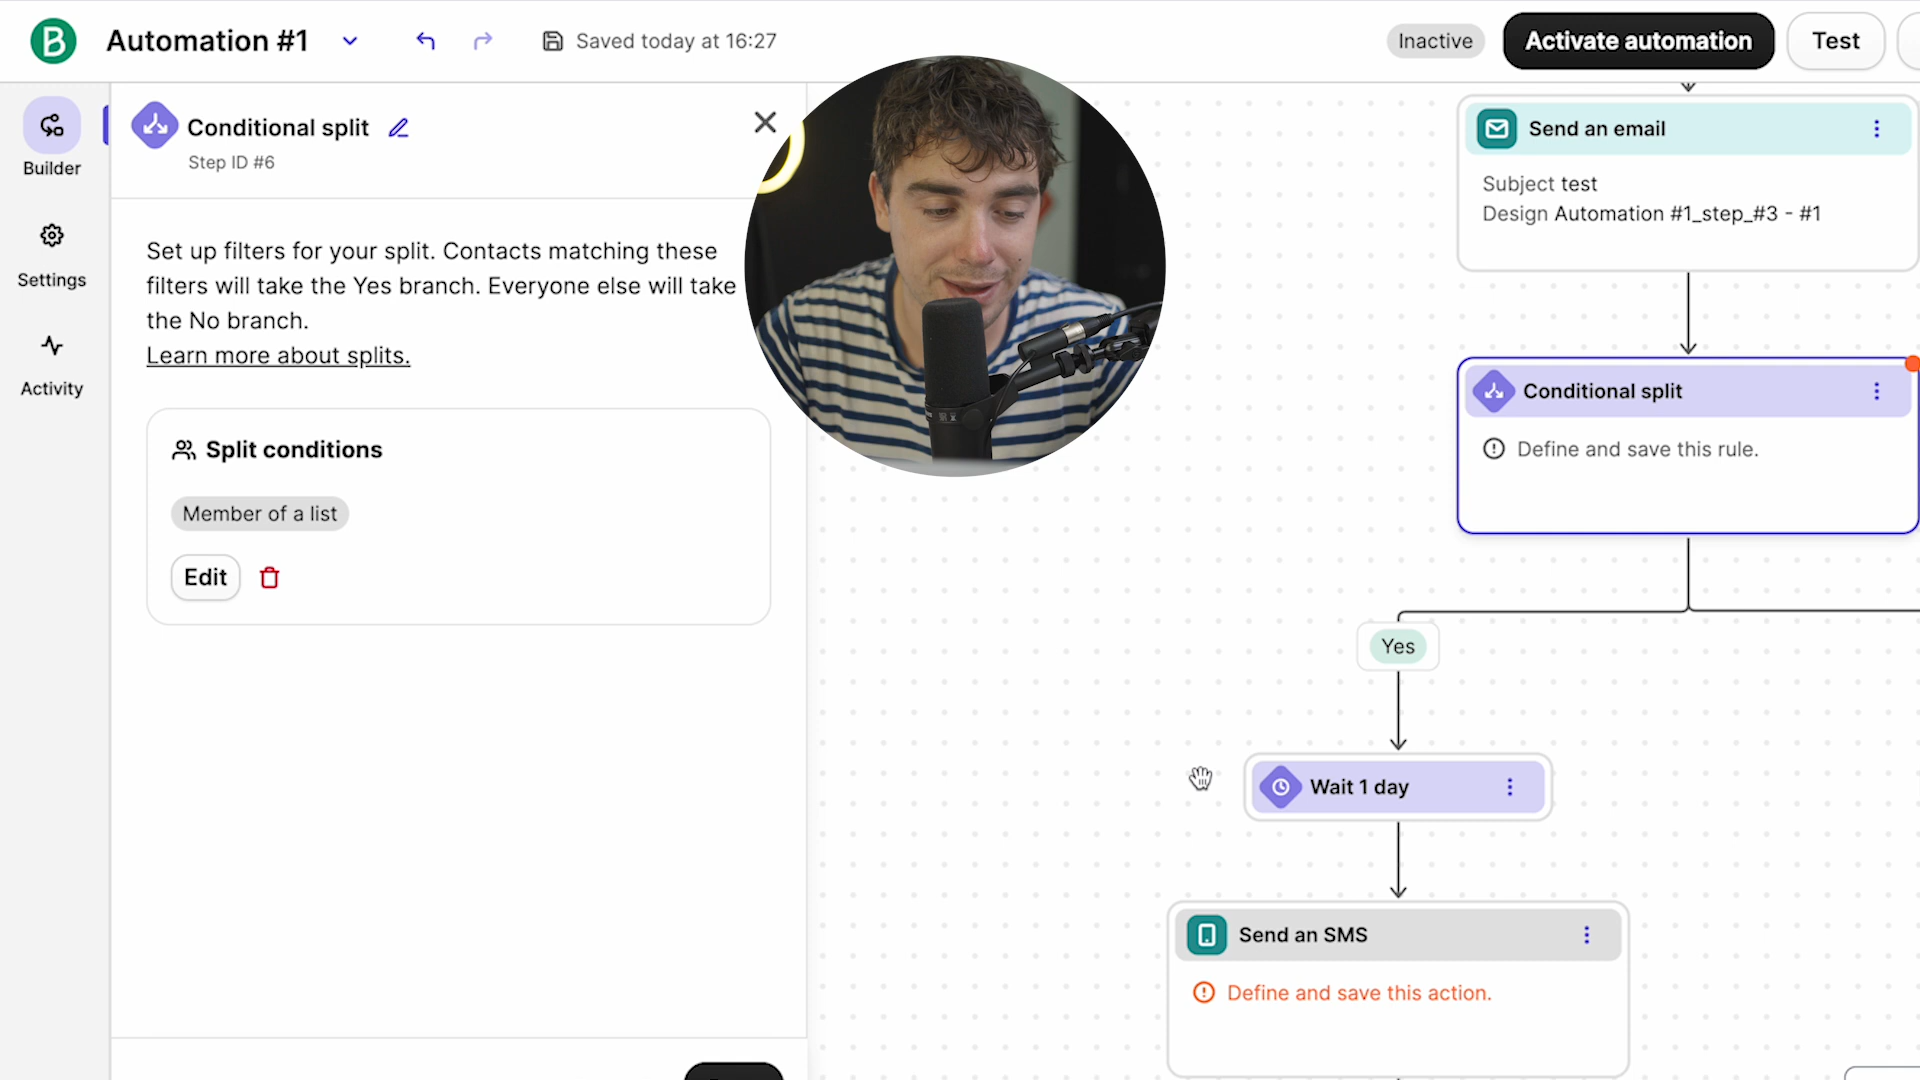 B
Automation #1
Saved today at 16:27
Inactive
Activate automation
Test
Builder
Settings
Activity
Conditional split
Step ID #6
Set up filters for your split. Contacts matching these
filters will take the Yes branch. Everyone else will take
the No branch.
Learn more about splits.
Split conditions
Member of a list
Edit
Send an email
Subject test
Design Automation #1_step_#3 - #1
Conditional split
Define and save this rule.
Yes
Wait 1 day
Send an SMS
Define and save this action.